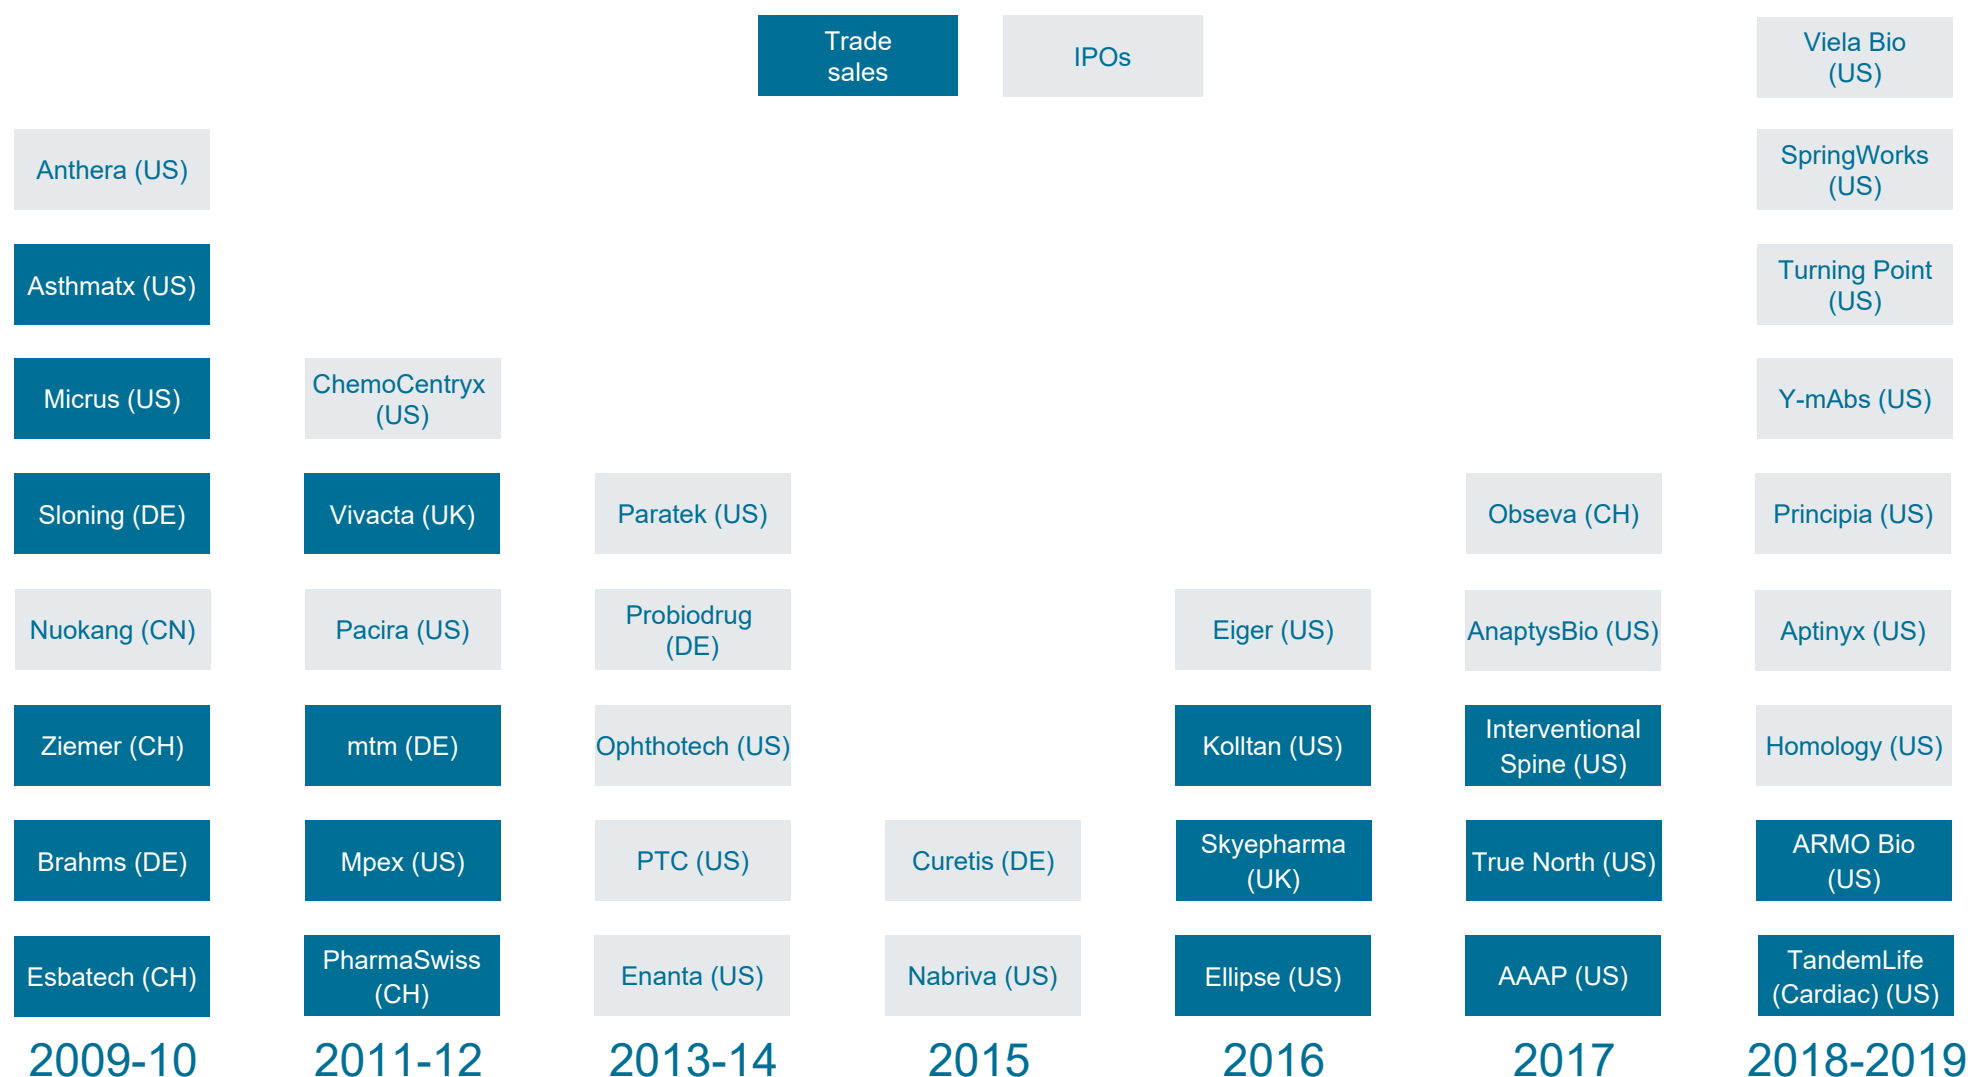 Trade
sales
IPOs
Viela Bio
(US)
Anthera (US)
SpringWorks
(US)
Asthmatx (US)
Turning Point
(US)
Micrus (US)
ChemoCentryx
(US)
Y-mAbs (US)
Sloning (DE)
Vivacta (UK)
Paratek (US)
Obseva (CH)
Principia (US)
Nuokang (CN)
Pacira (US)
Probiodrug
(DE)
Eiger (US)
AnaptysBio (US)
Aptinyx (US)
Ziemer (CH)
mtm (DE)
Ophthotech (US)
Kolltan (US)
Interventional
Spine (US)
Homology (US)
Brahms (DE)
Mpex (US)
PTC (US)
Curetis (DE)
Skyepharma
(UK)
True North (US)
ARMO Bio
(US)
Esbatech (CH)
PharmaSwiss
(CH)
Enanta (US)
Nabriva (US)
Ellipse (US)
AAAP (US)
TandemLife
(Cardiac) (US)
2009-10
2011-12
2013-14
2015
2016
2017
2018-2019